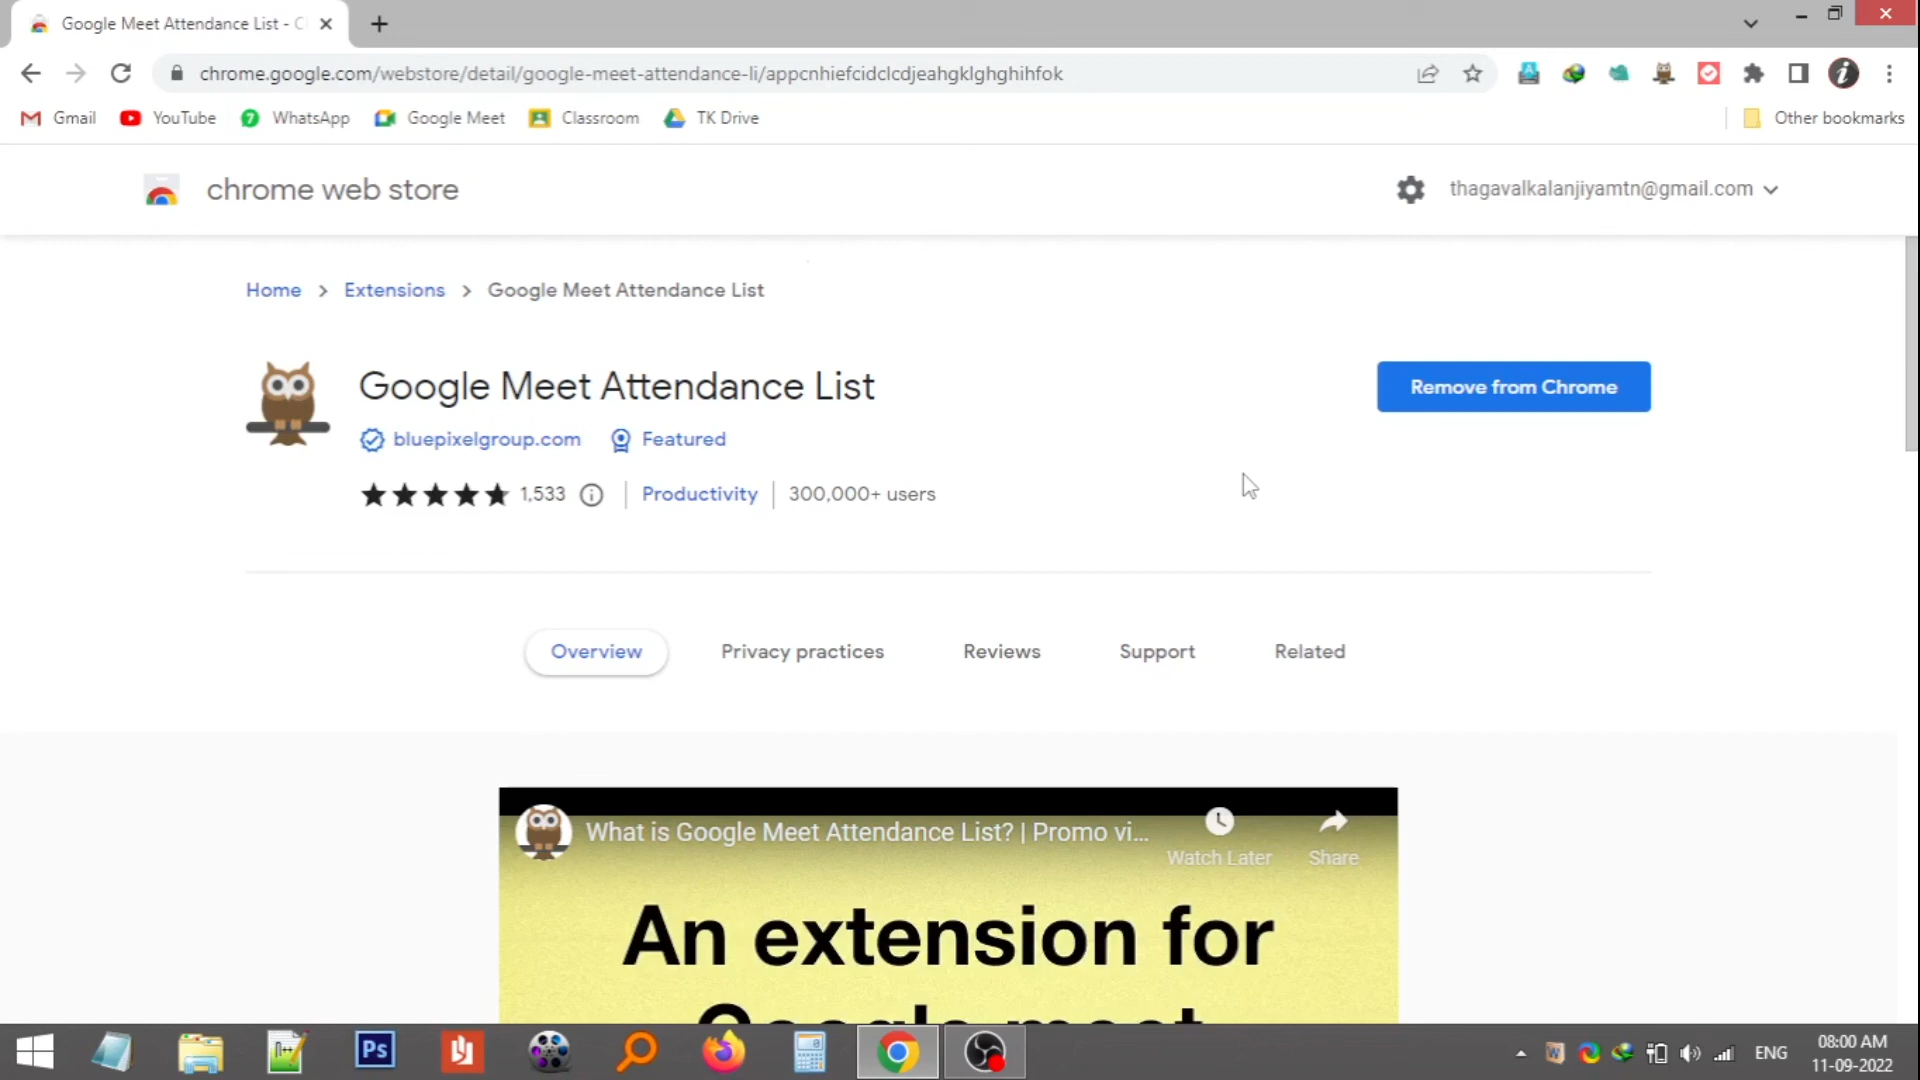 Google Meet Attendance List - C
chrome.google.com/webstore/detail/google-meet-attendance-li/appcnhiefcidclcdjeahgklghghihfok
Gmail
YouTube
7
WhatsApp
Google Meet
Classroom
TK Drive
Other bookmarks
chrome web store
thagavalkalanjiyamtn@gmail.com
Home > Extensions > Google Meet Attendance List
Google Meet Attendance List
Remove from Chrome
bluepixelgroup.com
Featured
1,533
Productivity
300,000+ users
Overview
Privacy practices
Reviews
Support
Related
What is Google Meet Attendance List? | Promo vi...
Watch Later
Share
An extension for
Google meet
Ps
ENG
08:00 AM
11-09-2022